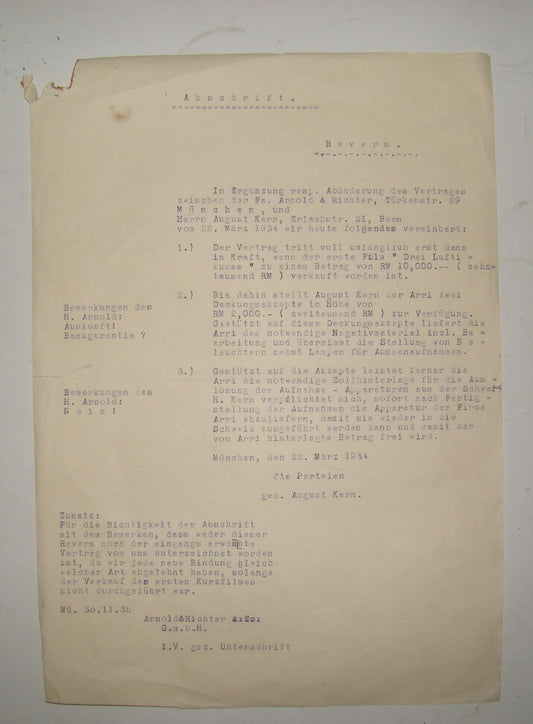 Abschrift.
Revers.
In Ergänzung resp. Abänderung des Vertrages
zwischen der Fa. Arnold & Richter, Türkenstr. 89
München, und
Herrn August Kern, Erlachstr. 21, Bern
vom 22. März 1934 wir heute folgendes vereinbart:
1.) Der Vertrag tritt voll umfänglich erst dann
in Kraft, wenn der erste Film " Drei Lufti =
kusse " zu einem Betrag von RM 10,000.-- ( zehn=
tausend RM ) verkauft worden ist.
2.) Bis dahin stellt August Kern der Arri zwei
Deckungsakzepte in Höhe von
RM 2,000.- ( zweitausend RM ) zur Verfügung.
Gestützt auf diese Deckungsakzepte liefert die
Arri das notwendige Negativmaterial incl. Be =
arbeitung und übernimmt die Stellung von Be =
leuchtern nebst Lampen für Aussenaufnahmen.
Bemerkungen des
H. Arnold:
Auskunft!
Bankgarantie ?
3.) Gestützt auf die Akzepte leistet ferner die
Arri die notwendige Zollhinterlage für die Aus =
lösung der Aufnahme - Apparaturen aus der Schweiz
H. Kern verpflichtet sich, sofort nach Fertig =
stellung der Aufnahmen die Apparatur der Firma
Arri abzuliefern, damit sie wieder in die
Schweiz ausgeführt werden kann und damit der
von Arri hinterlegte Betrag frei wird.
Bemerkungen des
H. Arnold:
Nein!
München, den 22. März 1934
die Parteien
gez. August Kern.
Zusatz:
Für die Richtigkeit der Abschrift
mit dem Bemerken, dass weder dieser
Revers noch der eingangs erwähnte
Vertrag von uns unterzeichnet worden
ist, da wir jede neue Bindung gleich
welcher Art abgelehnt haben, solange
der Verkauf des ersten Kurzfilmes
nicht durchgeführt war.
Mü. 30.11.35
Arnold&Richter
G.m.b.H.
I.V. gez. Unterschrift